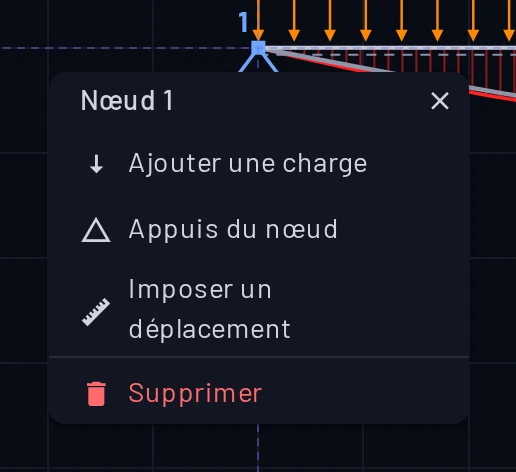 1
Nœud 1
Ajouter une charge
Appuis du nœud
Imposer un
déplacement
Supprimer